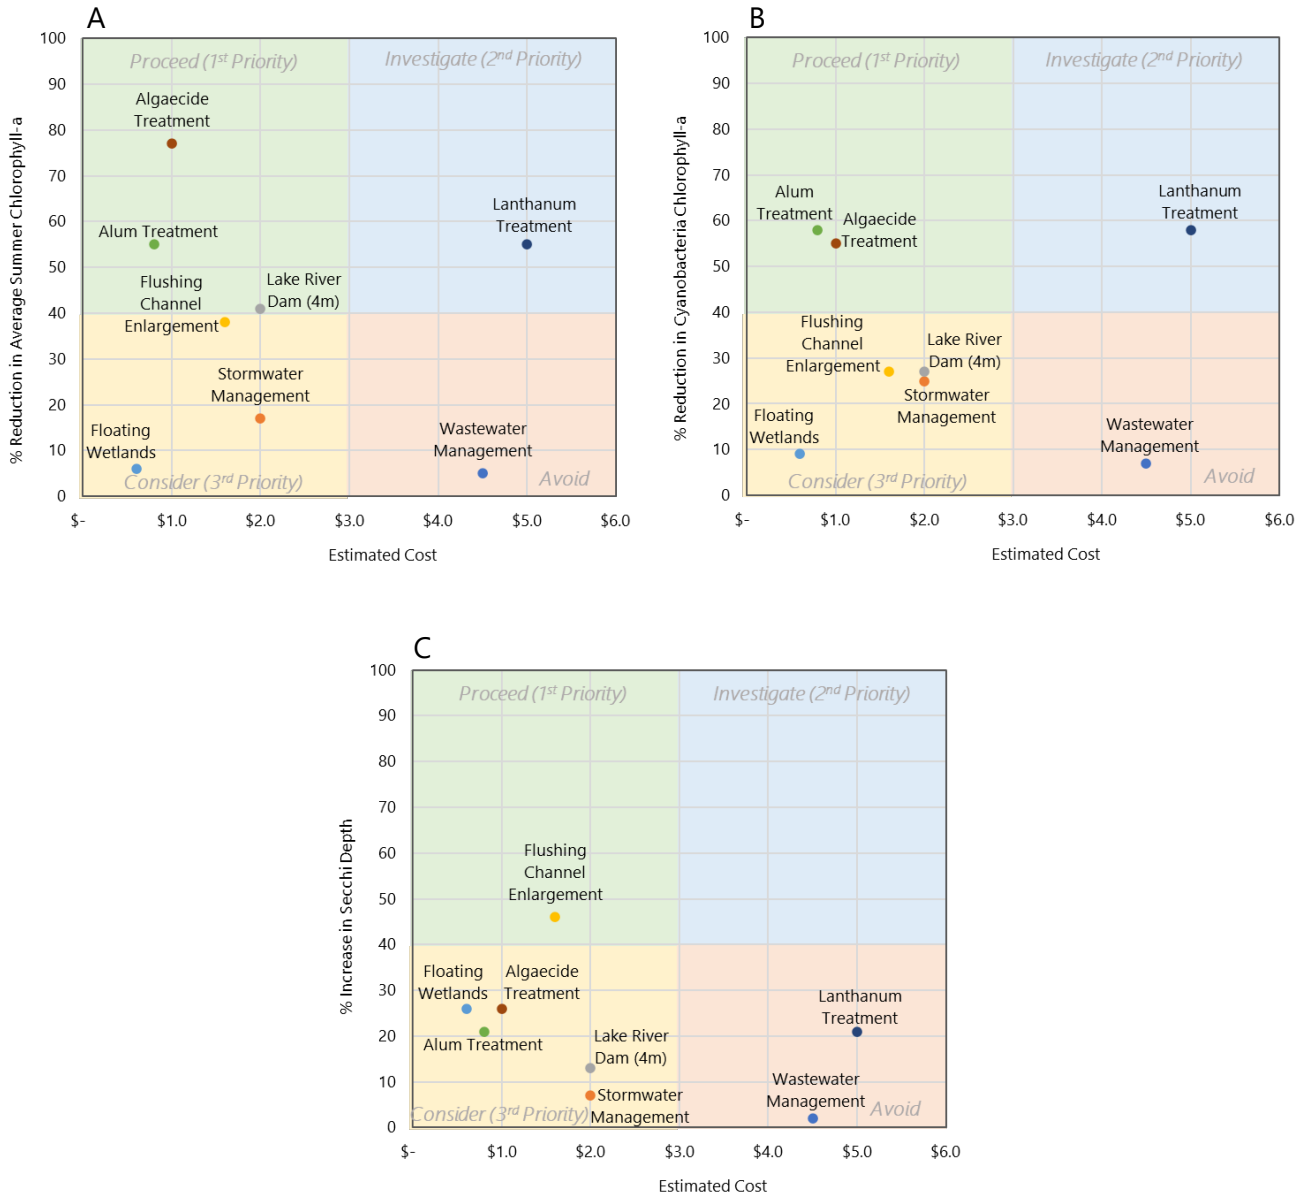 A
% Reduction in Average Summer Chlorophyll-a
100
90
80
70
60
50
40
30
20
10
0
Proceed (1st Priority)
Investigate (2nd Priority)
Algaecide
Treatment
Lanthanum
Treatment
Alum Treatment
Flushing
Channel
Enlargement
Lake River
Dam (4m)
Stormwater
Management
Floating
Wetlands
Wastewater
Management
Consider (3rd Priority)
Avoid
$-
$1.0
$2.0
$3.0
$4.0
$5.0
$6.0
Estimated Cost
B
% Reduction in Cyanobacteria Chlorophyll-a
100
90
80
70
60
50
40
30
20
10
0
Proceed (1st Priority)
Investigate (2nd Priority)
Alum
Treatment
Algaecide
Treatment
Lanthanum
Treatment
Flushing
Channel
Enlargement
Lake River
Dam (4m)
Stormwater
Management
Floating
Wetlands
Wastewater
Management
Consider (3rd Priority)
Avoid
$-
$1.0
$2.0
$3.0
$4.0
$5.0
$6.0
Estimated Cost
C
% Increase in Secchi Depth
100
90
80
70
60
50
40
30
20
10
0
Proceed (1st Priority)
Investigate (2nd Priority)
Flushing
Channel
Enlargement
Floating
Wetlands
Algaecide
Treatment
Alum Treatment
Lanthanum
Treatment
Lake River
Dam (4m)
Stormwater
Management
Wastewater
Management
Consider (3rd Priority)
Avoid
$-
$1.0
$2.0
$3.0
$4.0
$5.0
$6.0
Estimated Cost